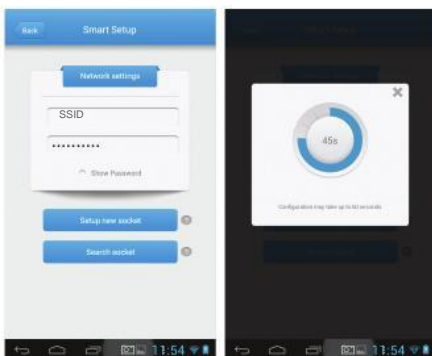 Back
Smart Setup
Network settings
SSID
••••••••••
Show Password
Setup new socket
Search socket
11:54
45s
Configuration may take up to 60 seconds
11:54